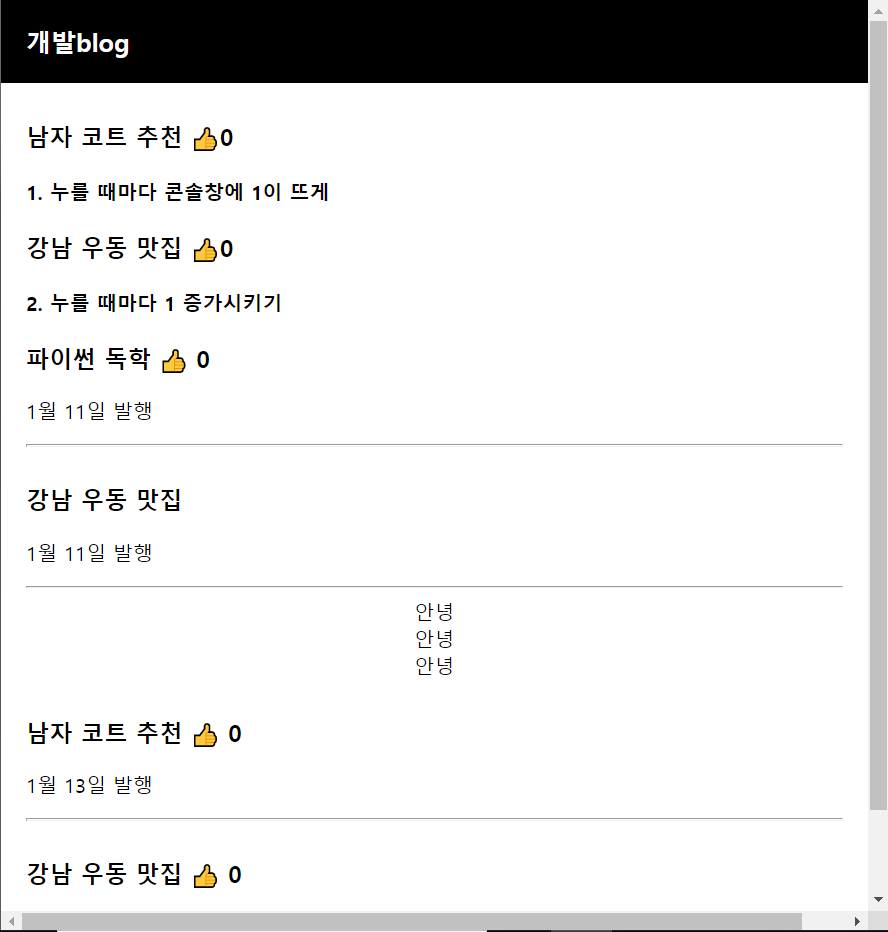 개발blog
남자 코트 추천 👍0
1. 누를 때마다 콘솔창에 1이 뜨게
강남 우동 맛집 👍0
2. 누를 때마다 1 증가시키기
파이썬 독학 👍 0
1월 11일 발행
강남 우동 맛집
1월 11일 발행
안녕
안녕
안녕
남자 코트 추천 👍 0
1월 13일 발행
강남 우동 맛집 👍 0